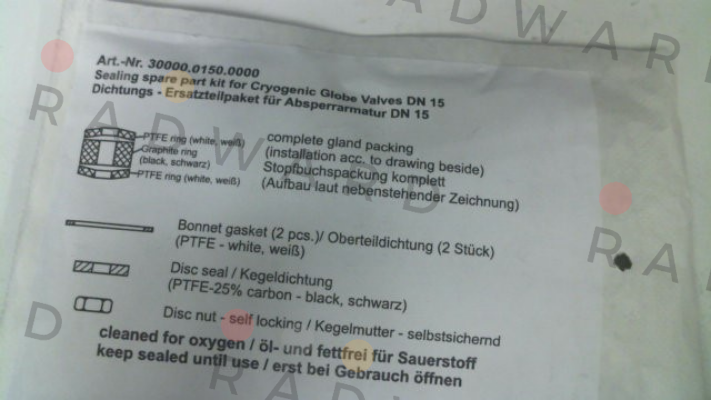 RADWARD
Art.-Nr. 30000.0150.0000
Sealing spare part kit for Cryogenic Globe Valves DN 15
Dichtungs - Ersatzteilpaket für Absperrarmatur DN 15
RADWARD
PTFE ring (white, weiß)
Graphite ring
(black, schwarz)
PTFE ring (white, weiß)
complete gland packing
(installation acc. to drawing beside)
Stopfbuchspackung komplett
(Aufbau laut nebenstehender Zeichnung)
Bonnet gasket (2 pcs.)/ Oberteildichtung (2 Stück)
(PTFE - white, weiß)
RA
Disc seal / Kegeldichtung
(PTFE-25% carbon - black, schwarz)
D
Disc nut - self locking / Kegelmutter - selbstsichernd
cleaned for oxygen / öl- und fettfrei für Sauerstoff
keep sealed until use / erst bei Gebrauch öffnen
RADWARD